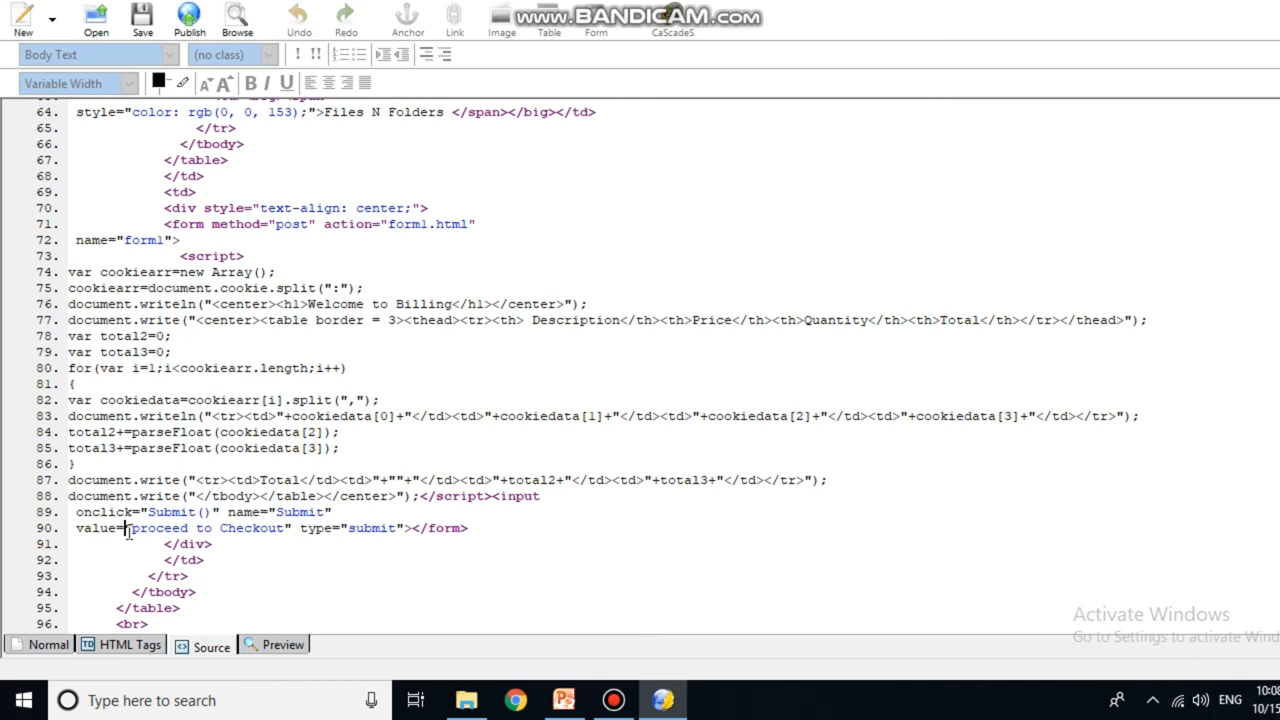 www.BANDICAM.com
New Open Save Publish Browse Undo Redo Anchor Link Image Table Form CaScadeS
Body Text (no class) ! !!
Variable Width A A B I U
64. style="color: rgb(0, 0, 153);">Files N Folders </span></big></td>
65. </tr>
66. </tbody>
67. </table>
68. </td>
69. <td>
70. <div style="text-align: center;">
71. <form method="post" action="form1.html"
72. name="form1">
73. <script>
74. var cookiearr=new Array();
75. cookiearr=document.cookie.split(":");
76. document.writeln("<center><h1>Welcome to Billing</h1></center>");
77. document.write("<center><table border = 3><thead><tr><th> Description</th><th>Price</th><th>Quantity</th><th>Total</th></tr></thead>");
78. var total2=0;
79. var total3=0;
80. for(var i=1;i<cookiearr.length;i++)
81. {
82. var cookiedata=cookiearr[i].split(",");
83. document.writeln("<tr><td>"+cookiedata[0]+"</td><td>"+cookiedata[1]+"</td><td>"+cookiedata[2]+"</td><td>"+cookiedata[3]+"</td></tr>");
84. total2+=parseFloat(cookiedata[2]);
85. total3+=parseFloat(cookiedata[3]);
86. }
87. document.write("<tr><td>Total</td><td>"+""+"</td><td>"+total2+"</td><td>"+total3+"</td></tr>");
88. document.write("</tbody></table></center>");</script><input
89. onclick="Submit()" name="Submit"
90. value="proceed to Checkout" type="submit"></form>
91. </div>
92. </td>
93. </tr>
94. </tbody>
95. </table>
96. <br>
Activate Windows
Go to Settings to activate Wind
Normal TD HTML Tags Source Preview
Type here to search
ENG
10:08
10/15